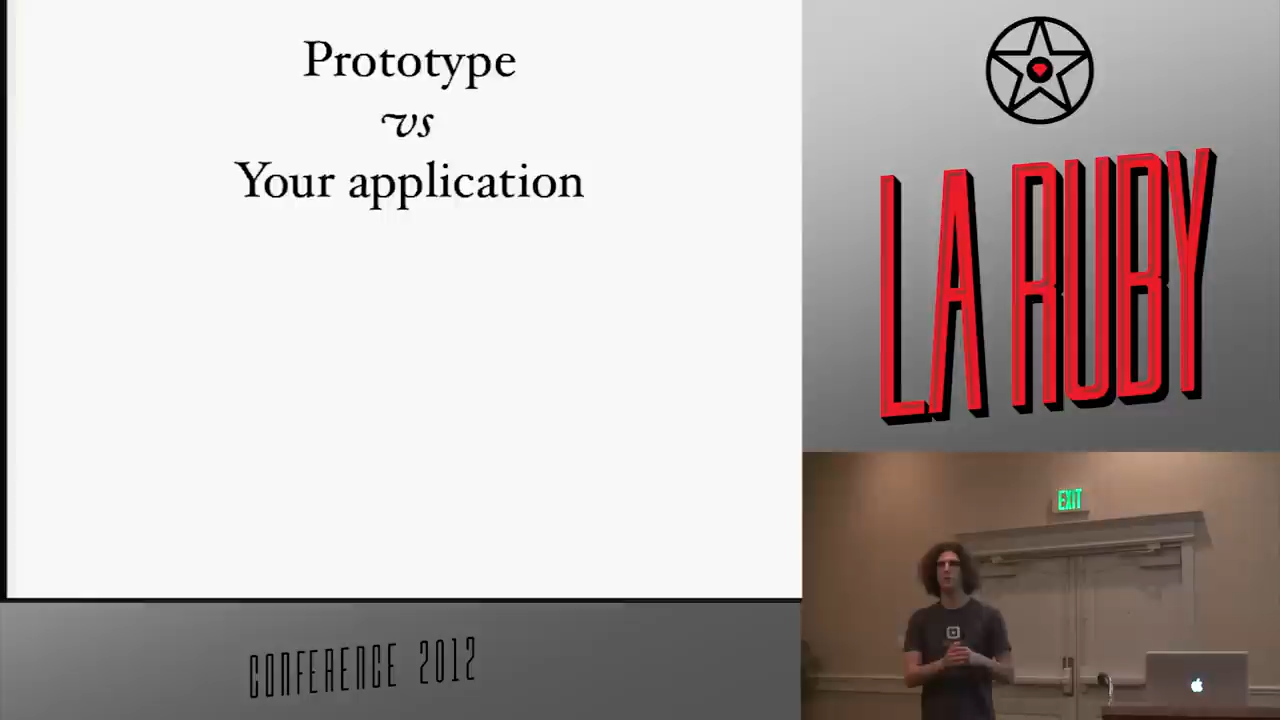 Prototype
vs
Your application
LA RUBY
EXIT
CONFERENCE 2012